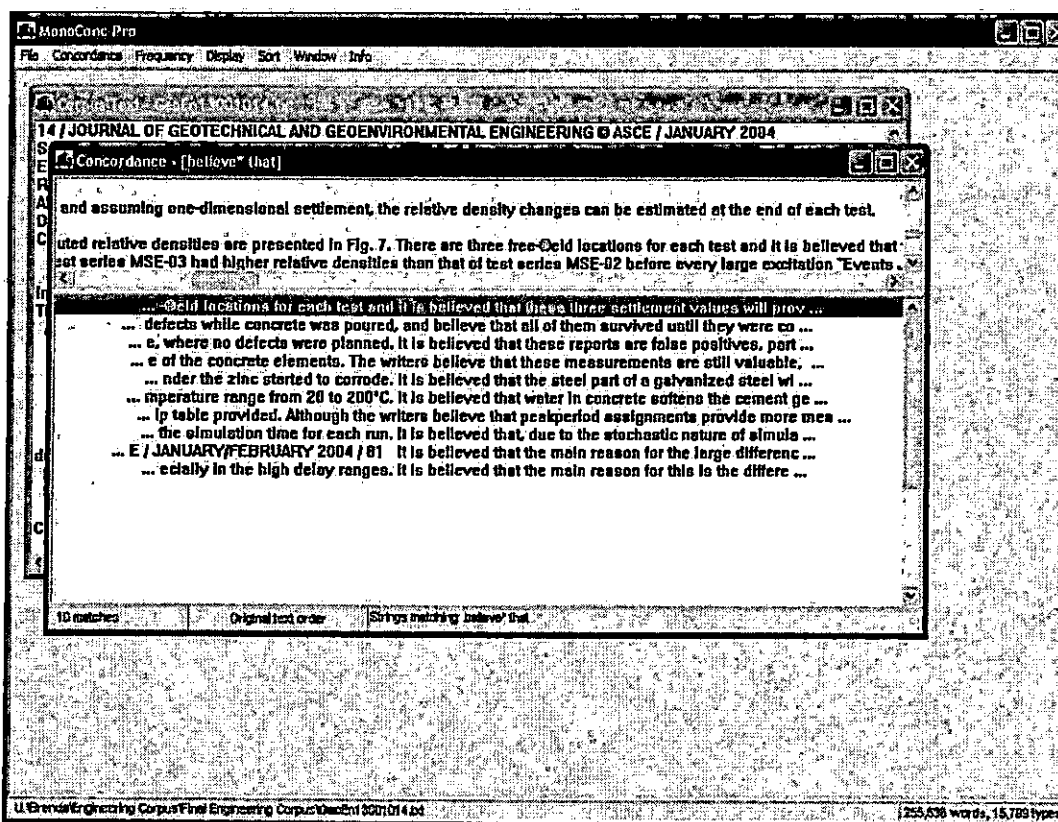 MonoConc Pro
File Concordance Frequency Display Sort Window Info
14 / JOURNAL OF GEOTECHNICAL AND GEOENVIRONMENTAL ENGINEERING © ASCE / JANUARY 2004
S
E
R
A
D
C
Concordance - [believe* that]
and assuming one-dimensional settlement, the relative density changes can be estimated at the end of each test.
uted relative densities are presented in Fig. 7. There are three free-Øeld locations for each test and it is believed that
est series MSE-03 had higher relative densities than that of test series MSE-02 before every large excitation "Events
In
T
... -Øeld locations for each test and it is believed that these three settlement values will prov ...
... defects while concrete was poured, and believe that all of them survived until they were co ...
... e, where no defects were planned. It is believed that these reports are false positives, part ...
... e of the concrete elements. The writers believe that these measurements are still valuable, ...
... nder the zinc started to corrode. It is believed that the steel part of a galvanized steel wi ...
... mperature range from 20 to 200°C. It is believed that water in concrete softens the cement ge ...
... lp table provided. Although the writers believe that peakperiod assignments provide more mea ...
... the simulation time for each run. It is believed that, due to the stochastic nature of simula ...
... E / JANUARY/FEBRUARY 2004 / 81 It is believed that the main reason for the large differenc ...
... ecially in the high delay ranges. It is believed that the main reason for this is the differe ...
d
C
10 matches Original text order Strings matching: believe* that
255,636 words, 15,789 types